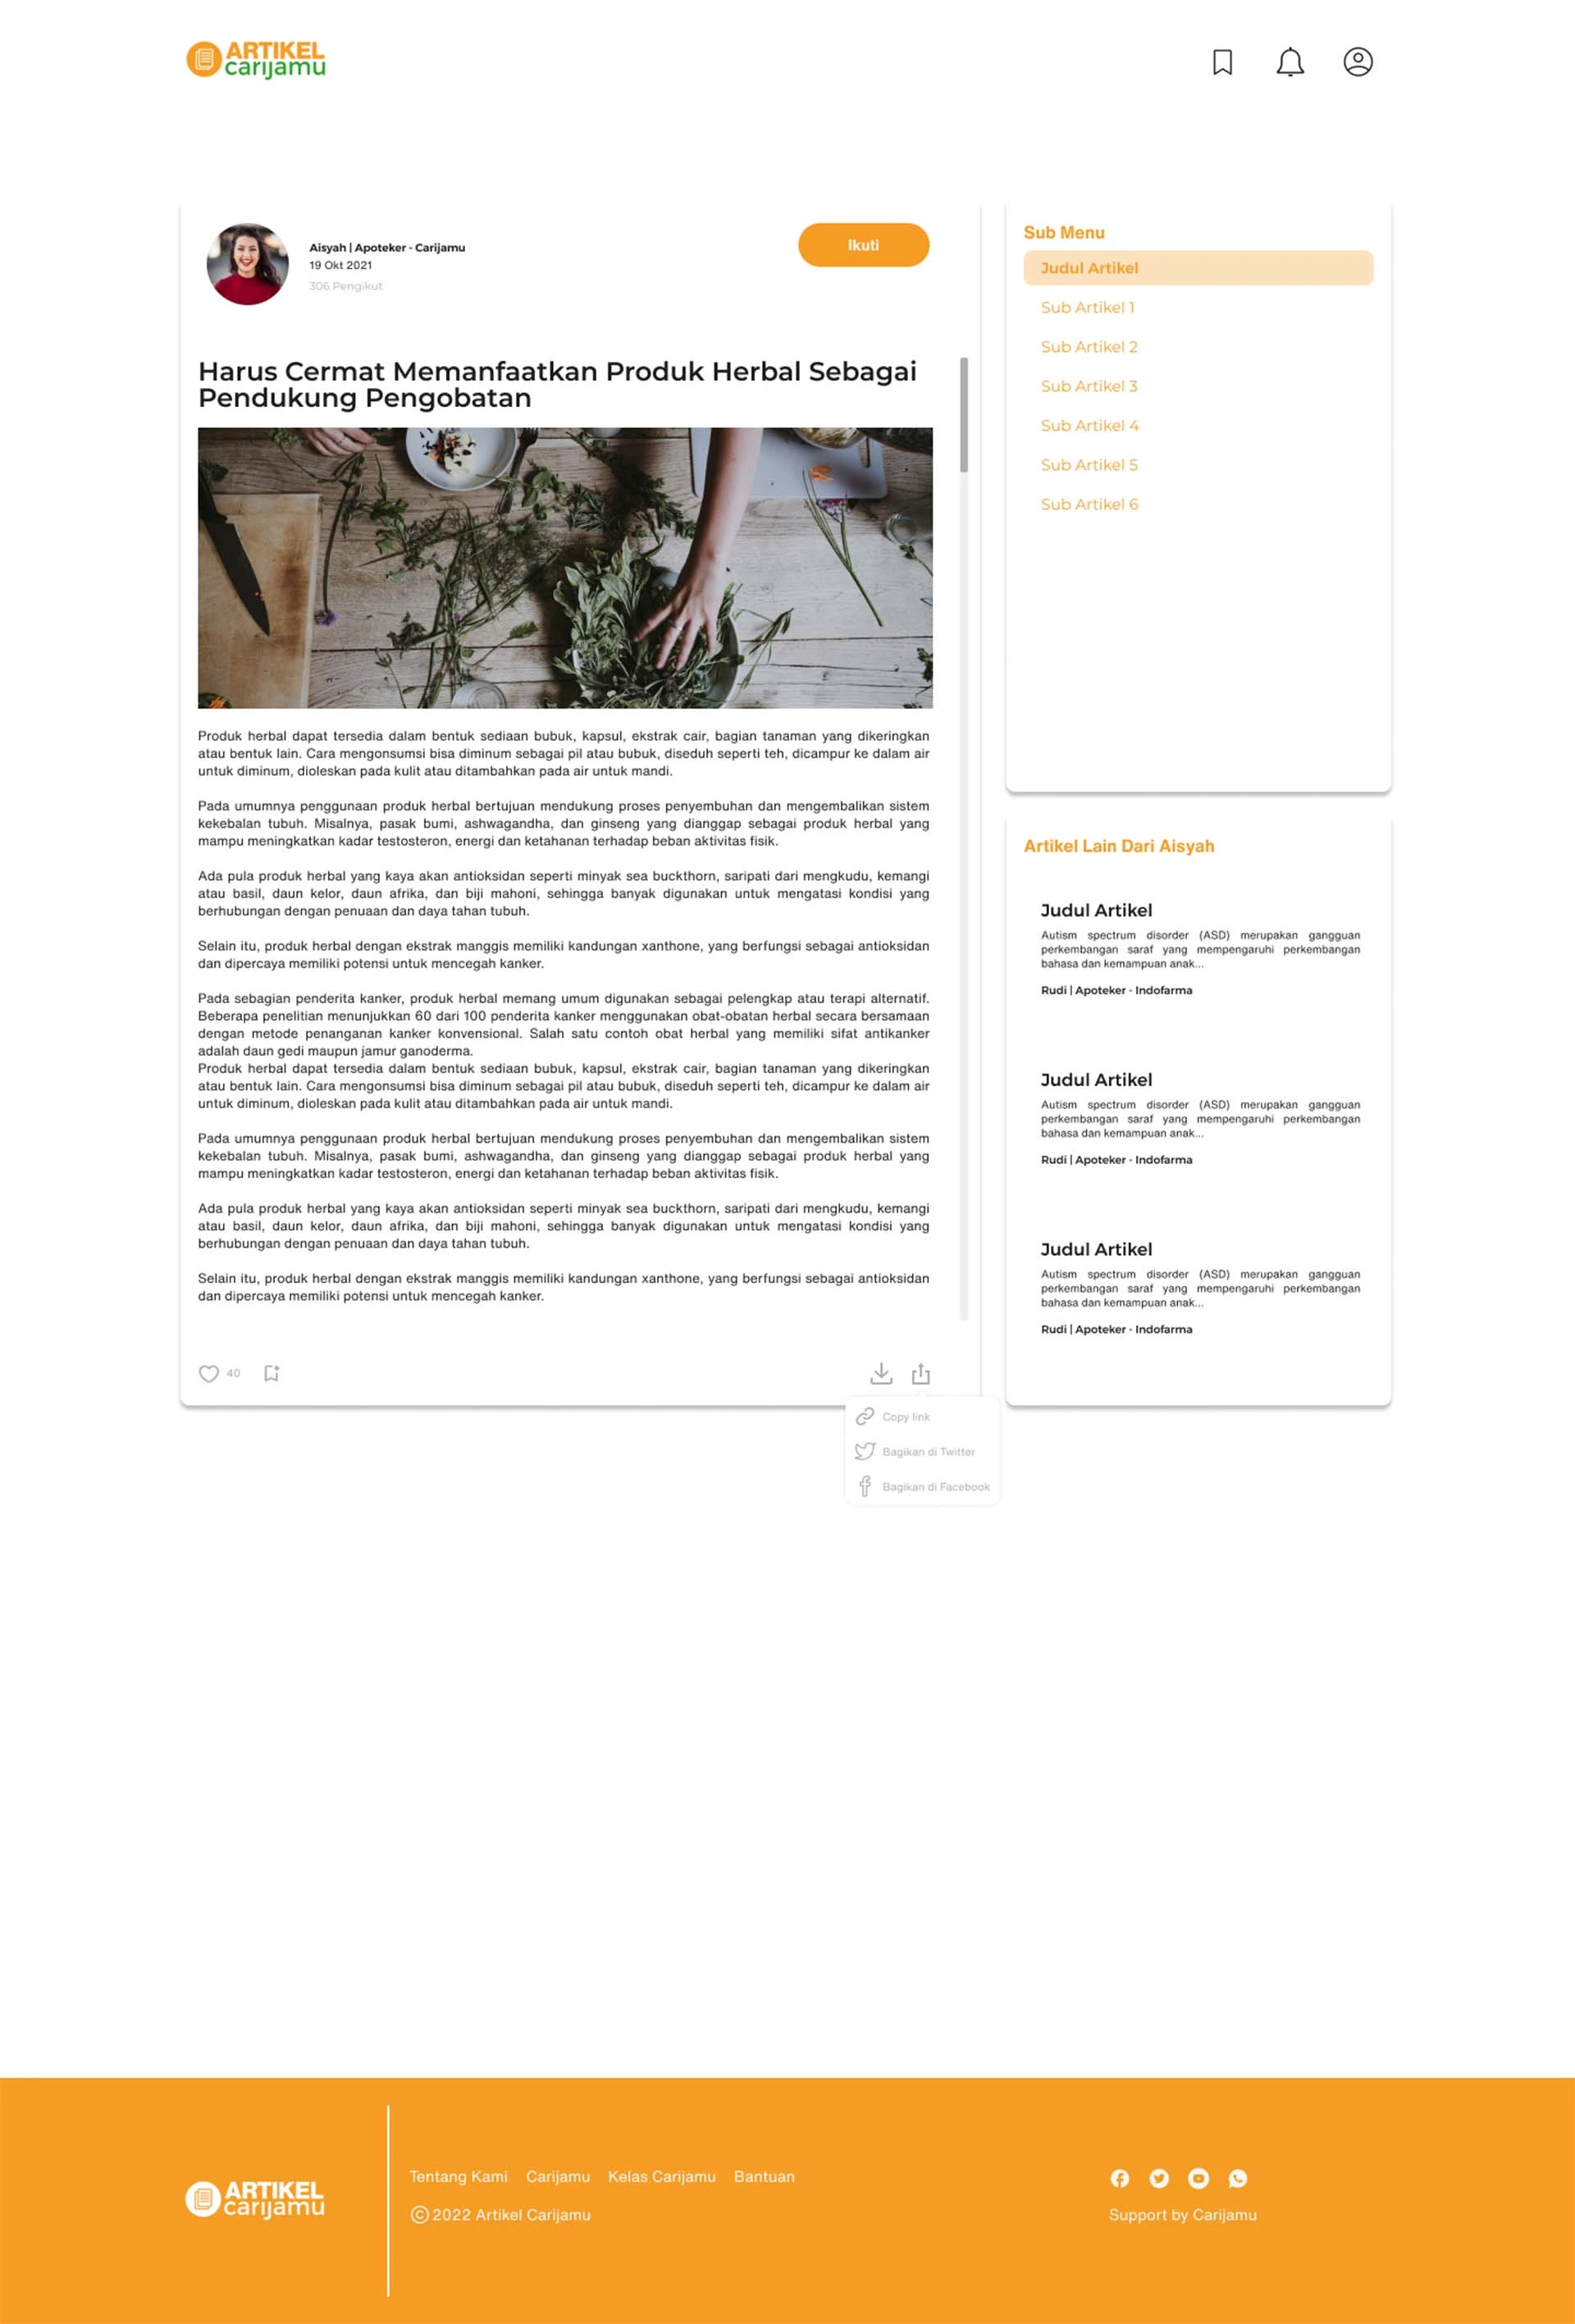 ARTIKEL
carijamu
Aisyah | Apoteker - Carijamu
19 Okt 2021
306 Pengikut
Ikuti
Harus Cermat Memanfaatkan Produk Herbal Sebagai
Pendukung Pengobatan
Produk herbal dapat tersedia dalam bentuk sediaan bubuk, kapsul, ekstrak cair, bagian tanaman yang dikeringkan
atau bentuk lain. Cara mengonsumsi bisa diminum sebagai pil atau bubuk, diseduh seperti teh, dicampur ke dalam air
untuk diminum, dioleskan pada kulit atau ditambahkan pada air untuk mandi.
Pada umumnya penggunaan produk herbal bertujuan mendukung proses penyembuhan dan mengembalikan sistem
kekebalan tubuh. Misalnya, pasak bumi, ashwagandha, dan ginseng yang dianggap sebagai produk herbal yang
mampu meningkatkan kadar testosteron, energi dan ketahanan terhadap beban aktivitas fisik.
Ada pula produk herbal yang kaya akan antioksidan seperti minyak sea buckthorn, saripati dari mengkudu, kemangi
atau basil, daun kelor, daun afrika, dan biji mahoni, sehingga banyak digunakan untuk mengatasi kondisi yang
berhubungan dengan penuaan dan daya tahan tubuh.
Selain itu, produk herbal dengan ekstrak manggis memiliki kandungan xanthone, yang berfungsi sebagai antioksidan
dan dipercaya memiliki potensi untuk mencegah kanker.
Pada sebagian penderita kanker, produk herbal memang umum digunakan sebagai pelengkap atau terapi alternatif.
Beberapa penelitian menunjukkan 60 dari 100 penderita kanker menggunakan obat-obatan herbal secara bersamaan
dengan metode penanganan kanker konvensional. Salah satu contoh obat herbal yang memiliki sifat antikanker
adalah daun gedi maupun jamur ganoderma.
Produk herbal dapat tersedia dalam bentuk sediaan bubuk, kapsul, ekstrak cair, bagian tanaman yang dikeringkan
atau bentuk lain. Cara mengonsumsi bisa diminum sebagai pil atau bubuk, diseduh seperti teh, dicampur ke dalam air
untuk diminum, dioleskan pada kulit atau ditambahkan pada air untuk mandi.
Pada umumnya penggunaan produk herbal bertujuan mendukung proses penyembuhan dan mengembalikan sistem
kekebalan tubuh. Misalnya, pasak bumi, ashwagandha, dan ginseng yang dianggap sebagai produk herbal yang
mampu meningkatkan kadar testosteron, energi dan ketahanan terhadap beban aktivitas fisik.
Ada pula produk herbal yang kaya akan antioksidan seperti minyak sea buckthorn, saripati dari mengkudu, kemangi
atau basil, daun kelor, daun afrika, dan biji mahoni, sehingga banyak digunakan untuk mengatasi kondisi yang
berhubungan dengan penuaan dan daya tahan tubuh.
Selain itu, produk herbal dengan ekstrak manggis memiliki kandungan xanthone, yang berfungsi sebagai antioksidan
dan dipercaya memiliki potensi untuk mencegah kanker.
40
Copy link
Bagikan di Twitter
Bagikan di Facebook
Sub Menu
Judul Artikel
Sub Artikel 1
Sub Artikel 2
Sub Artikel 3
Sub Artikel 4
Sub Artikel 5
Sub Artikel 6
Artikel Lain Dari Aisyah
Judul Artikel
Autism spectrum disorder (ASD) merupakan gangguan
perkembangan saraf yang mempengaruhi perkembangan
bahasa dan kemampuan anak...
Rudi | Apoteker - Indofarma
Judul Artikel
Autism spectrum disorder (ASD) merupakan gangguan
perkembangan saraf yang mempengaruhi perkembangan
bahasa dan kemampuan anak...
Rudi | Apoteker - Indofarma
Judul Artikel
Autism spectrum disorder (ASD) merupakan gangguan
perkembangan saraf yang mempengaruhi perkembangan
bahasa dan kemampuan anak...
Rudi | Apoteker - Indofarma
ARTIKEL
carijamu
Tentang Kami Carijamu Kelas Carijamu Bantuan
© 2022 Artikel Carijamu
Support by Carijamu